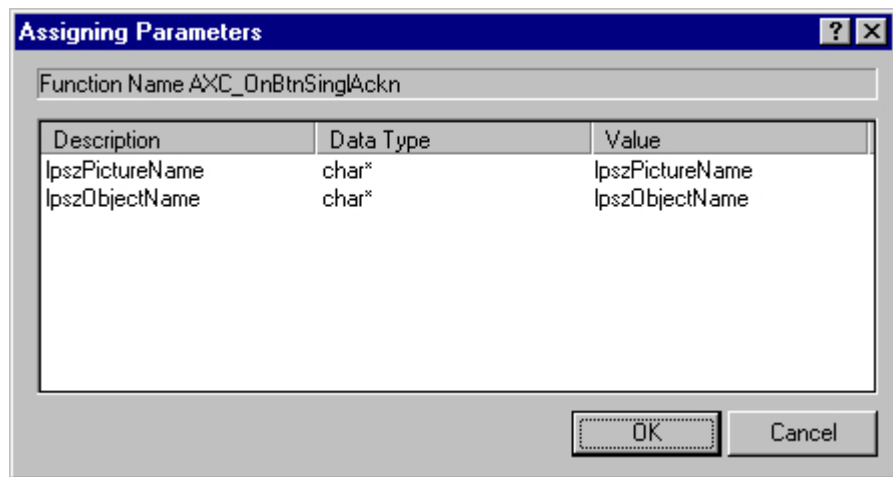 Assigning Parameters
Function Name AXC_OnBtnSinglAckn
Description Data Type Value
lpszPictureName char* lpszPictureName
lpszObjectName char* lpszObjectName
OK Cancel